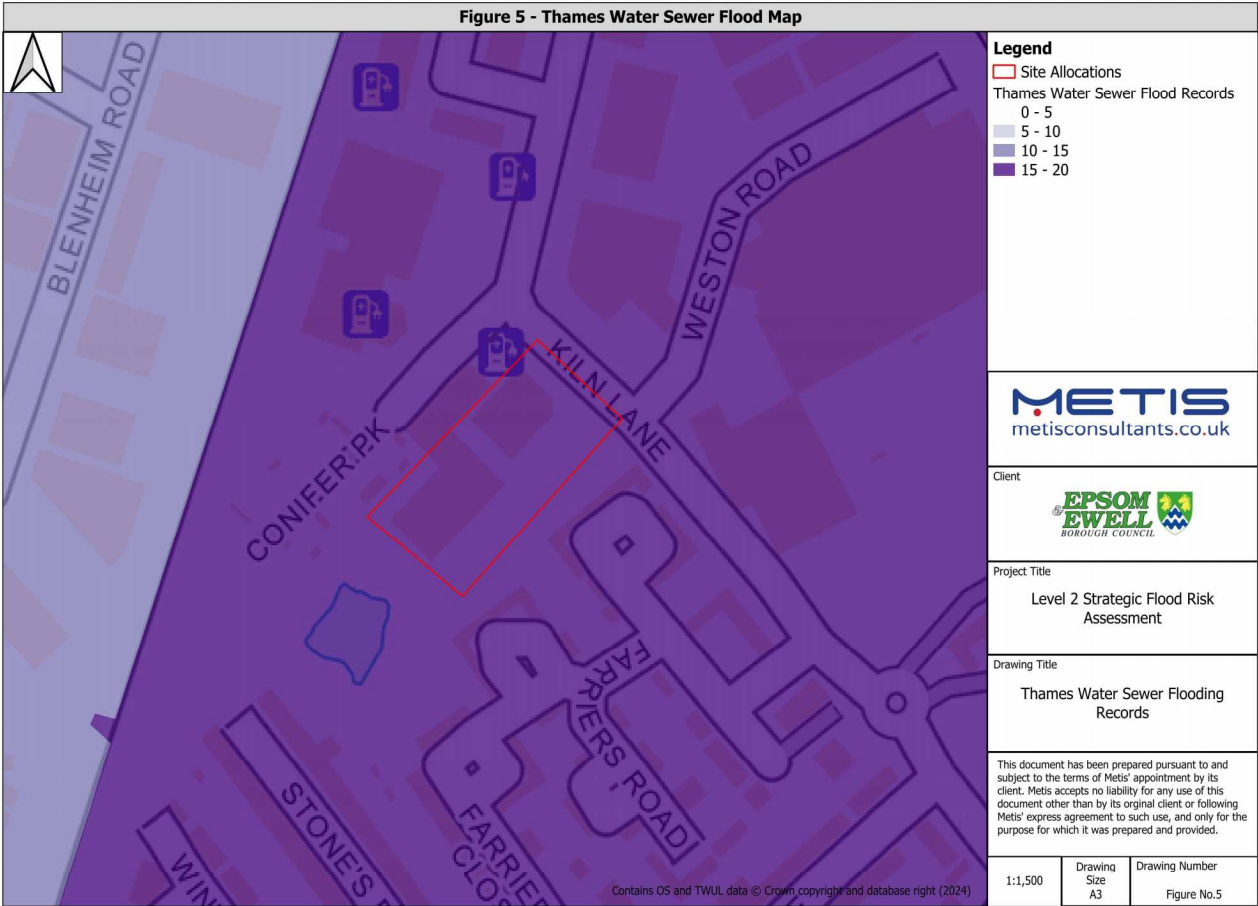 Figure 5 - Thames Water Sewer Flood Map
BLENHEIM ROAD
WESTON ROAD
KILN LANE
CONIFER PK
FARRIERS ROAD
STONE'S
FARRIER
CLOS
WIN
Contains OS and TWUL data © Crown copyright and database right (2024)
Legend
Site Allocations
Thames Water Sewer Flood Records
0 - 5
5 - 10
10 - 15
15 - 20
METIS
metisconsultants.co.uk
Client
EPSOM
& EWELL
BOROUGH COUNCIL
Project Title
Level 2 Strategic Flood Risk
Assessment
Drawing Title
Thames Water Sewer Flooding
Records
This document has been prepared pursuant to and
subject to the terms of Metis' appointment by its
client. Metis accepts no liability for any use of this
document other than by its orginal client or following
Metis' express agreement to such use, and only for the
purpose for which it was prepared and provided.
1:1,500
Drawing
Size
A3
Drawing Number
Figure No.5